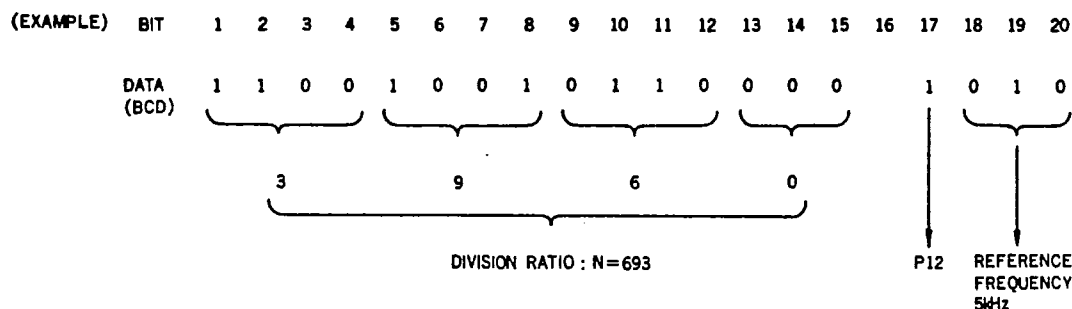 (EXAMPLE) BIT 1 2 3 4 5 6 7 8 9 10 11 12 13 14 15 16 17 18 19 20
DATA 1 1 0 0 1 0 0 1 0 1 1 0 0 0 0 1 0 1 0
(BCD)
3 9 6 0
DIVISION RATIO : N=693 P12 REFERENCE
FREQUENCY
5kHz